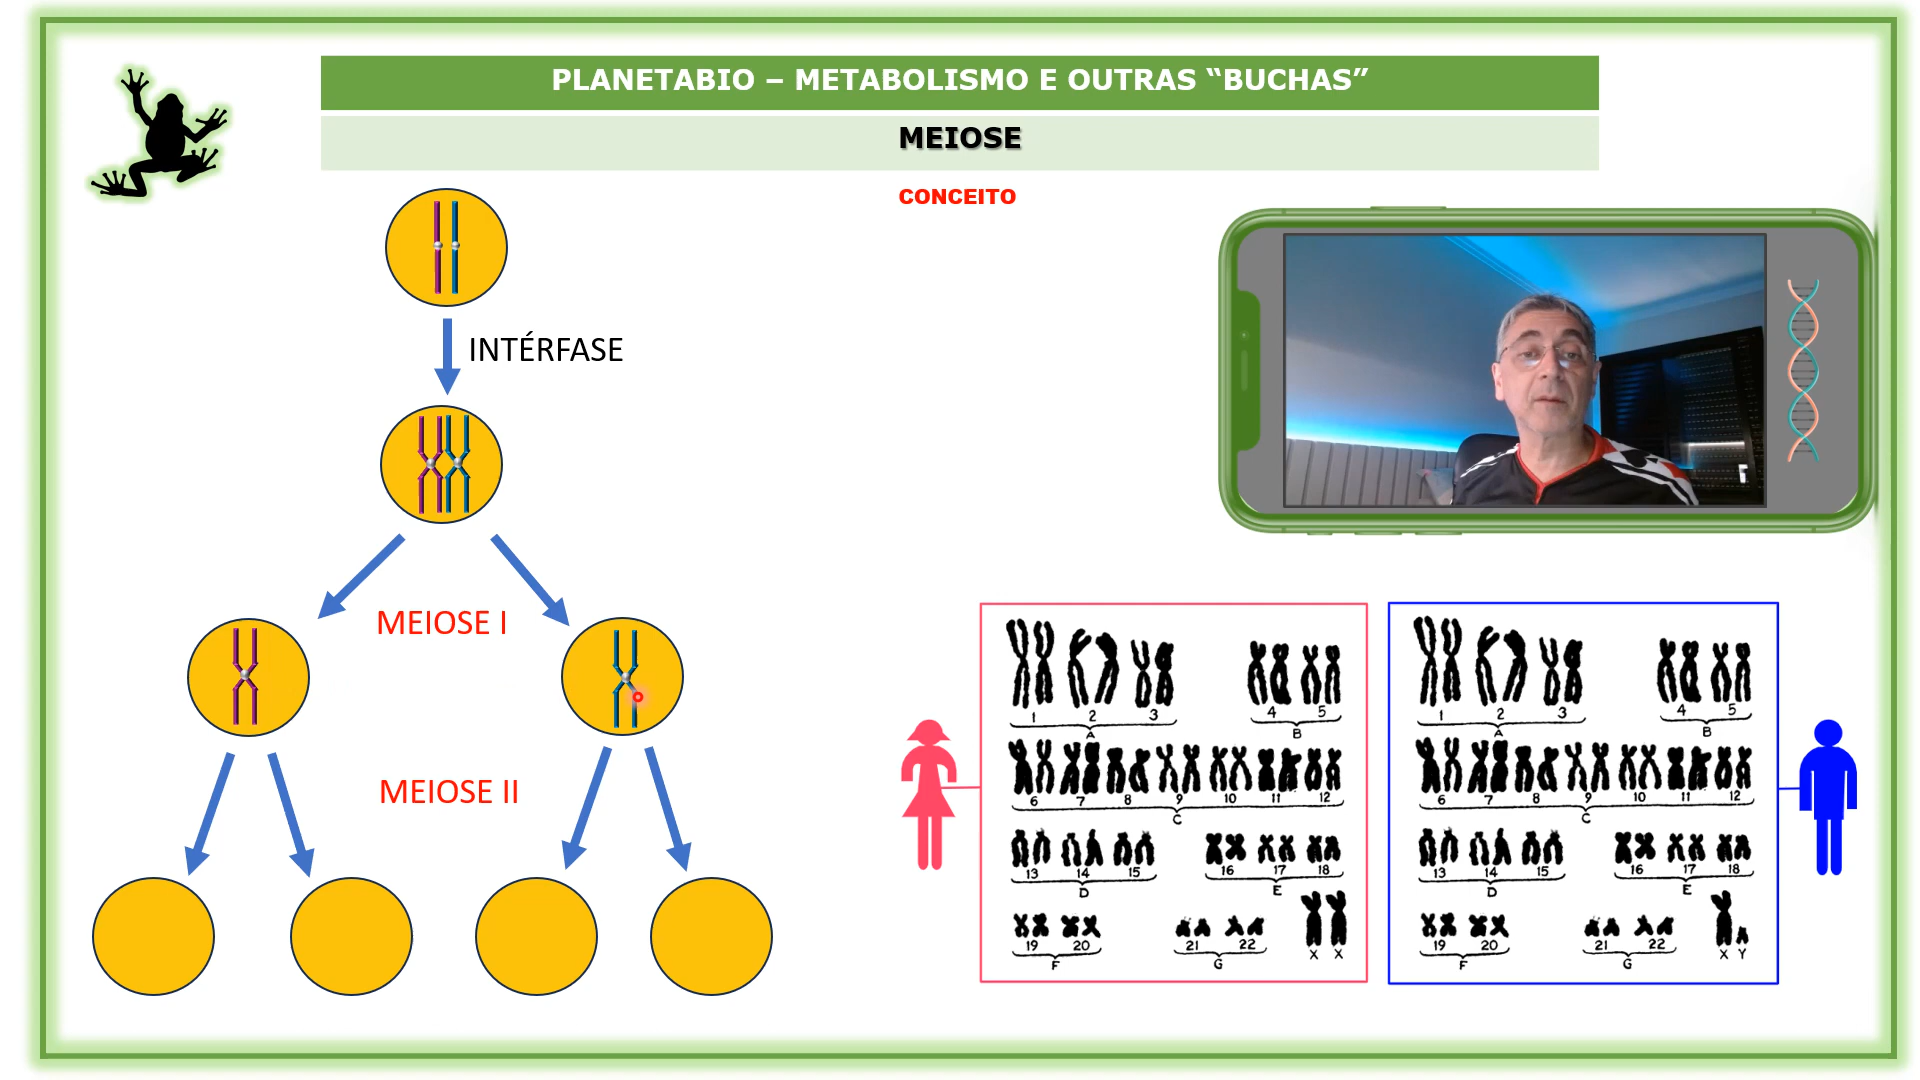 PLANETABIO – METABOLISMO E OUTRAS “BUCHAS”
MEIOSE
CONCEITO
INTÉRFASE
MEIOSE I
MEIOSE II
1 2 3 4 5
A B
6 7 8 9 10 11 12
C
13 14 15 16 17 18
D E
19 20 21 22 X X
F G
1 2 3 4 5
A B
6 7 8 9 10 11 12
C
13 14 15 16 17 18
D E
19 20 21 22 X Y
F G